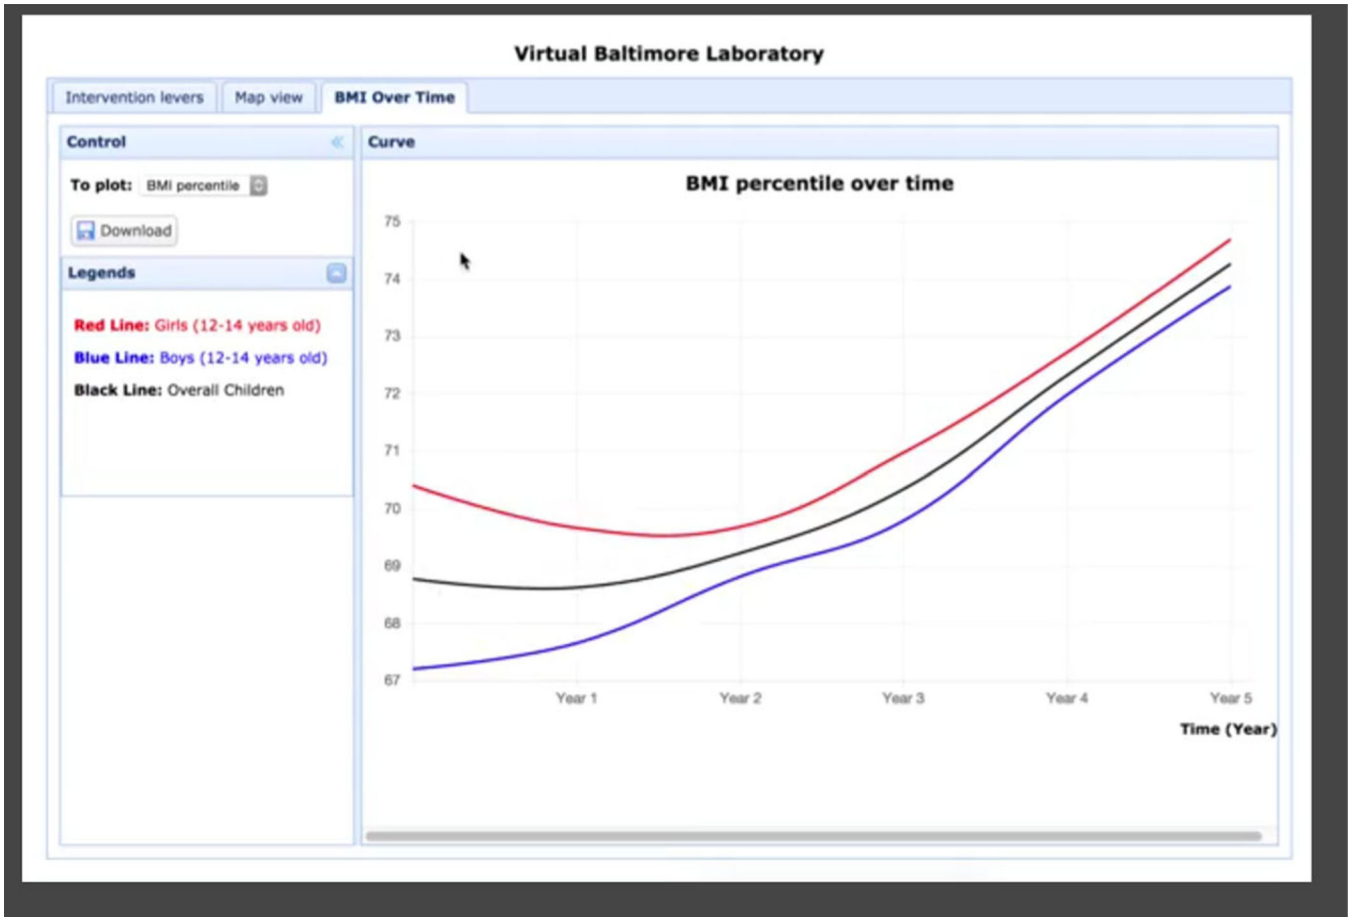 Virtual Baltimore Laboratory
Intervention levers Map view BMI Over Time
Control «
To plot: BMI percentile
Download
Legends
Red Line: Girls (12-14 years old)
Blue Line: Boys (12-14 years old)
Black Line: Overall Children
Curve
BMI percentile over time
75
74
73
72
71
70
69
68
67
Year 1 Year 2 Year 3 Year 4 Year 5
Time (Year)